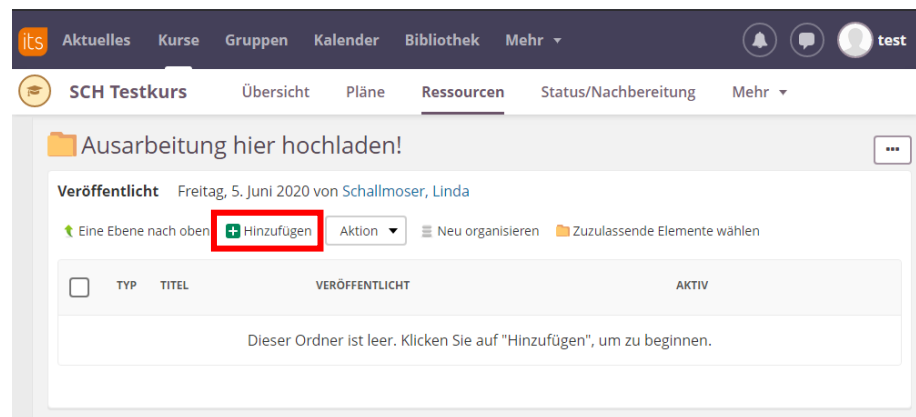 its Aktuelles Kurse Gruppen Kalender Bibliothek Mehr test
SCH Testkurs Übersicht Pläne Ressourcen Status/Nachbereitung Mehr
Ausarbeitung hier hochladen!
Veröffentlicht Freitag, 5. Juni 2020 von Schallmoser, Linda
Eine Ebene nach oben Hinzufügen Aktion Neu organisieren Zuzulassende Elemente wählen
TYP TITEL VERÖFFENTLICHT AKTIV
Dieser Ordner ist leer. Klicken Sie auf "Hinzufügen", um zu beginnen.